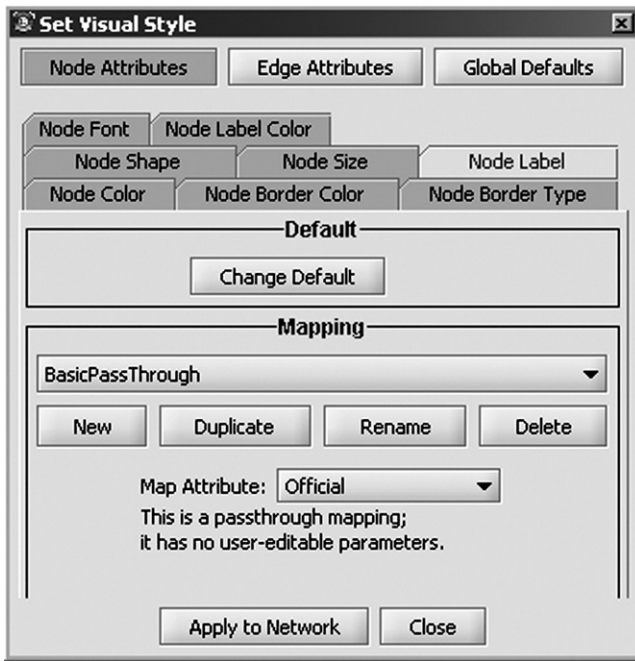 Set Visual Style
Node Attributes Edge Attributes Global Defaults
Node Font Node Label Color
Node Shape Node Size Node Label
Node Color Node Border Color Node Border Type
Default
Change Default
Mapping
BasicPassThrough
New Duplicate Rename Delete
Map Attribute: Official
This is a passthrough mapping;
it has no user-editable parameters.
Apply to Network Close